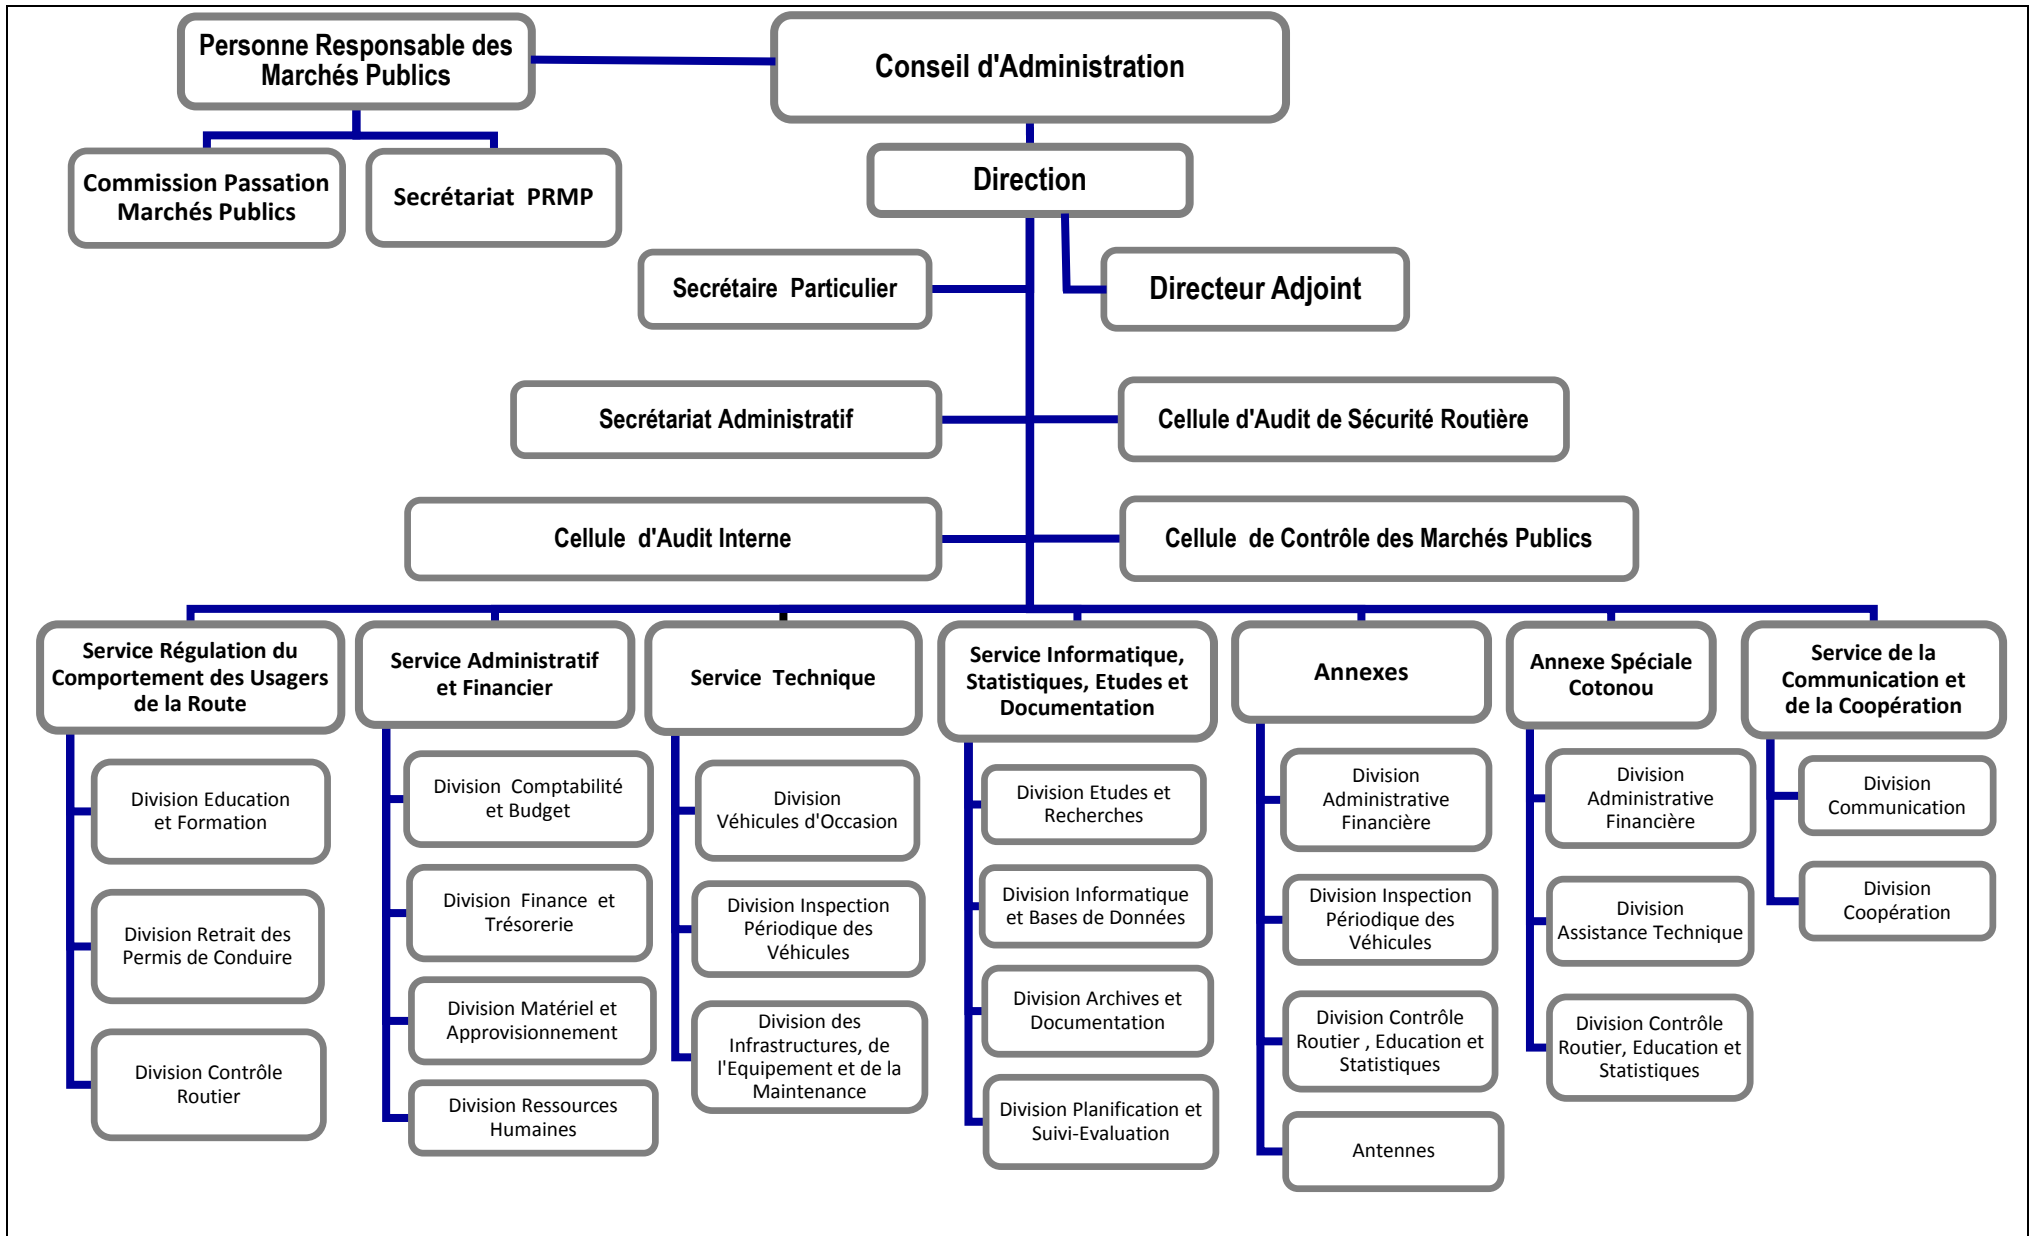 Personne Responsable des
Marchés Publics
Conseil d'Administration
Commission Passation
Marchés Publics
Secrétariat PRMP
Direction
Secrétaire Particulier
Directeur Adjoint
Secrétariat Administratif
Cellule d'Audit de Sécurité Routière
Cellule d'Audit Interne
Cellule de Contrôle des Marchés Publics
Service Régulation du
Comportement des Usagers
de la Route
Division Education
et Formation
Division Retrait des
Permis de Conduire
Division Contrôle
Routier
Service Administratif
et Financier
Division Comptabilité
et Budget
Division Finance et
Trésorerie
Division Matériel et
Approvisionnement
Division Ressources
Humaines
Service Technique
Division
Véhicules d'Occasion
Division Inspection
Périodique des
Véhicules
Division des
Infrastructures, de
l'Equipement et de la
Maintenance
Service Informatique,
Statistiques, Etudes et
Documentation
Division Etudes et
Recherches
Division Informatique
et Bases de Données
Division Archives et
Documentation
Division Planification et
Suivi-Evaluation
Annexes
Division
Administrative
Financière
Division Inspection
Périodique des
Véhicules
Division Contrôle
Routier , Education et
Statistiques
Antennes
Annexe Spéciale
Cotonou
Division
Administrative
Financière
Division
Assistance Technique
Division Contrôle
Routier, Education et
Statistiques
Service de la
Communication et
de la Coopération
Division
Communication
Division
Coopération